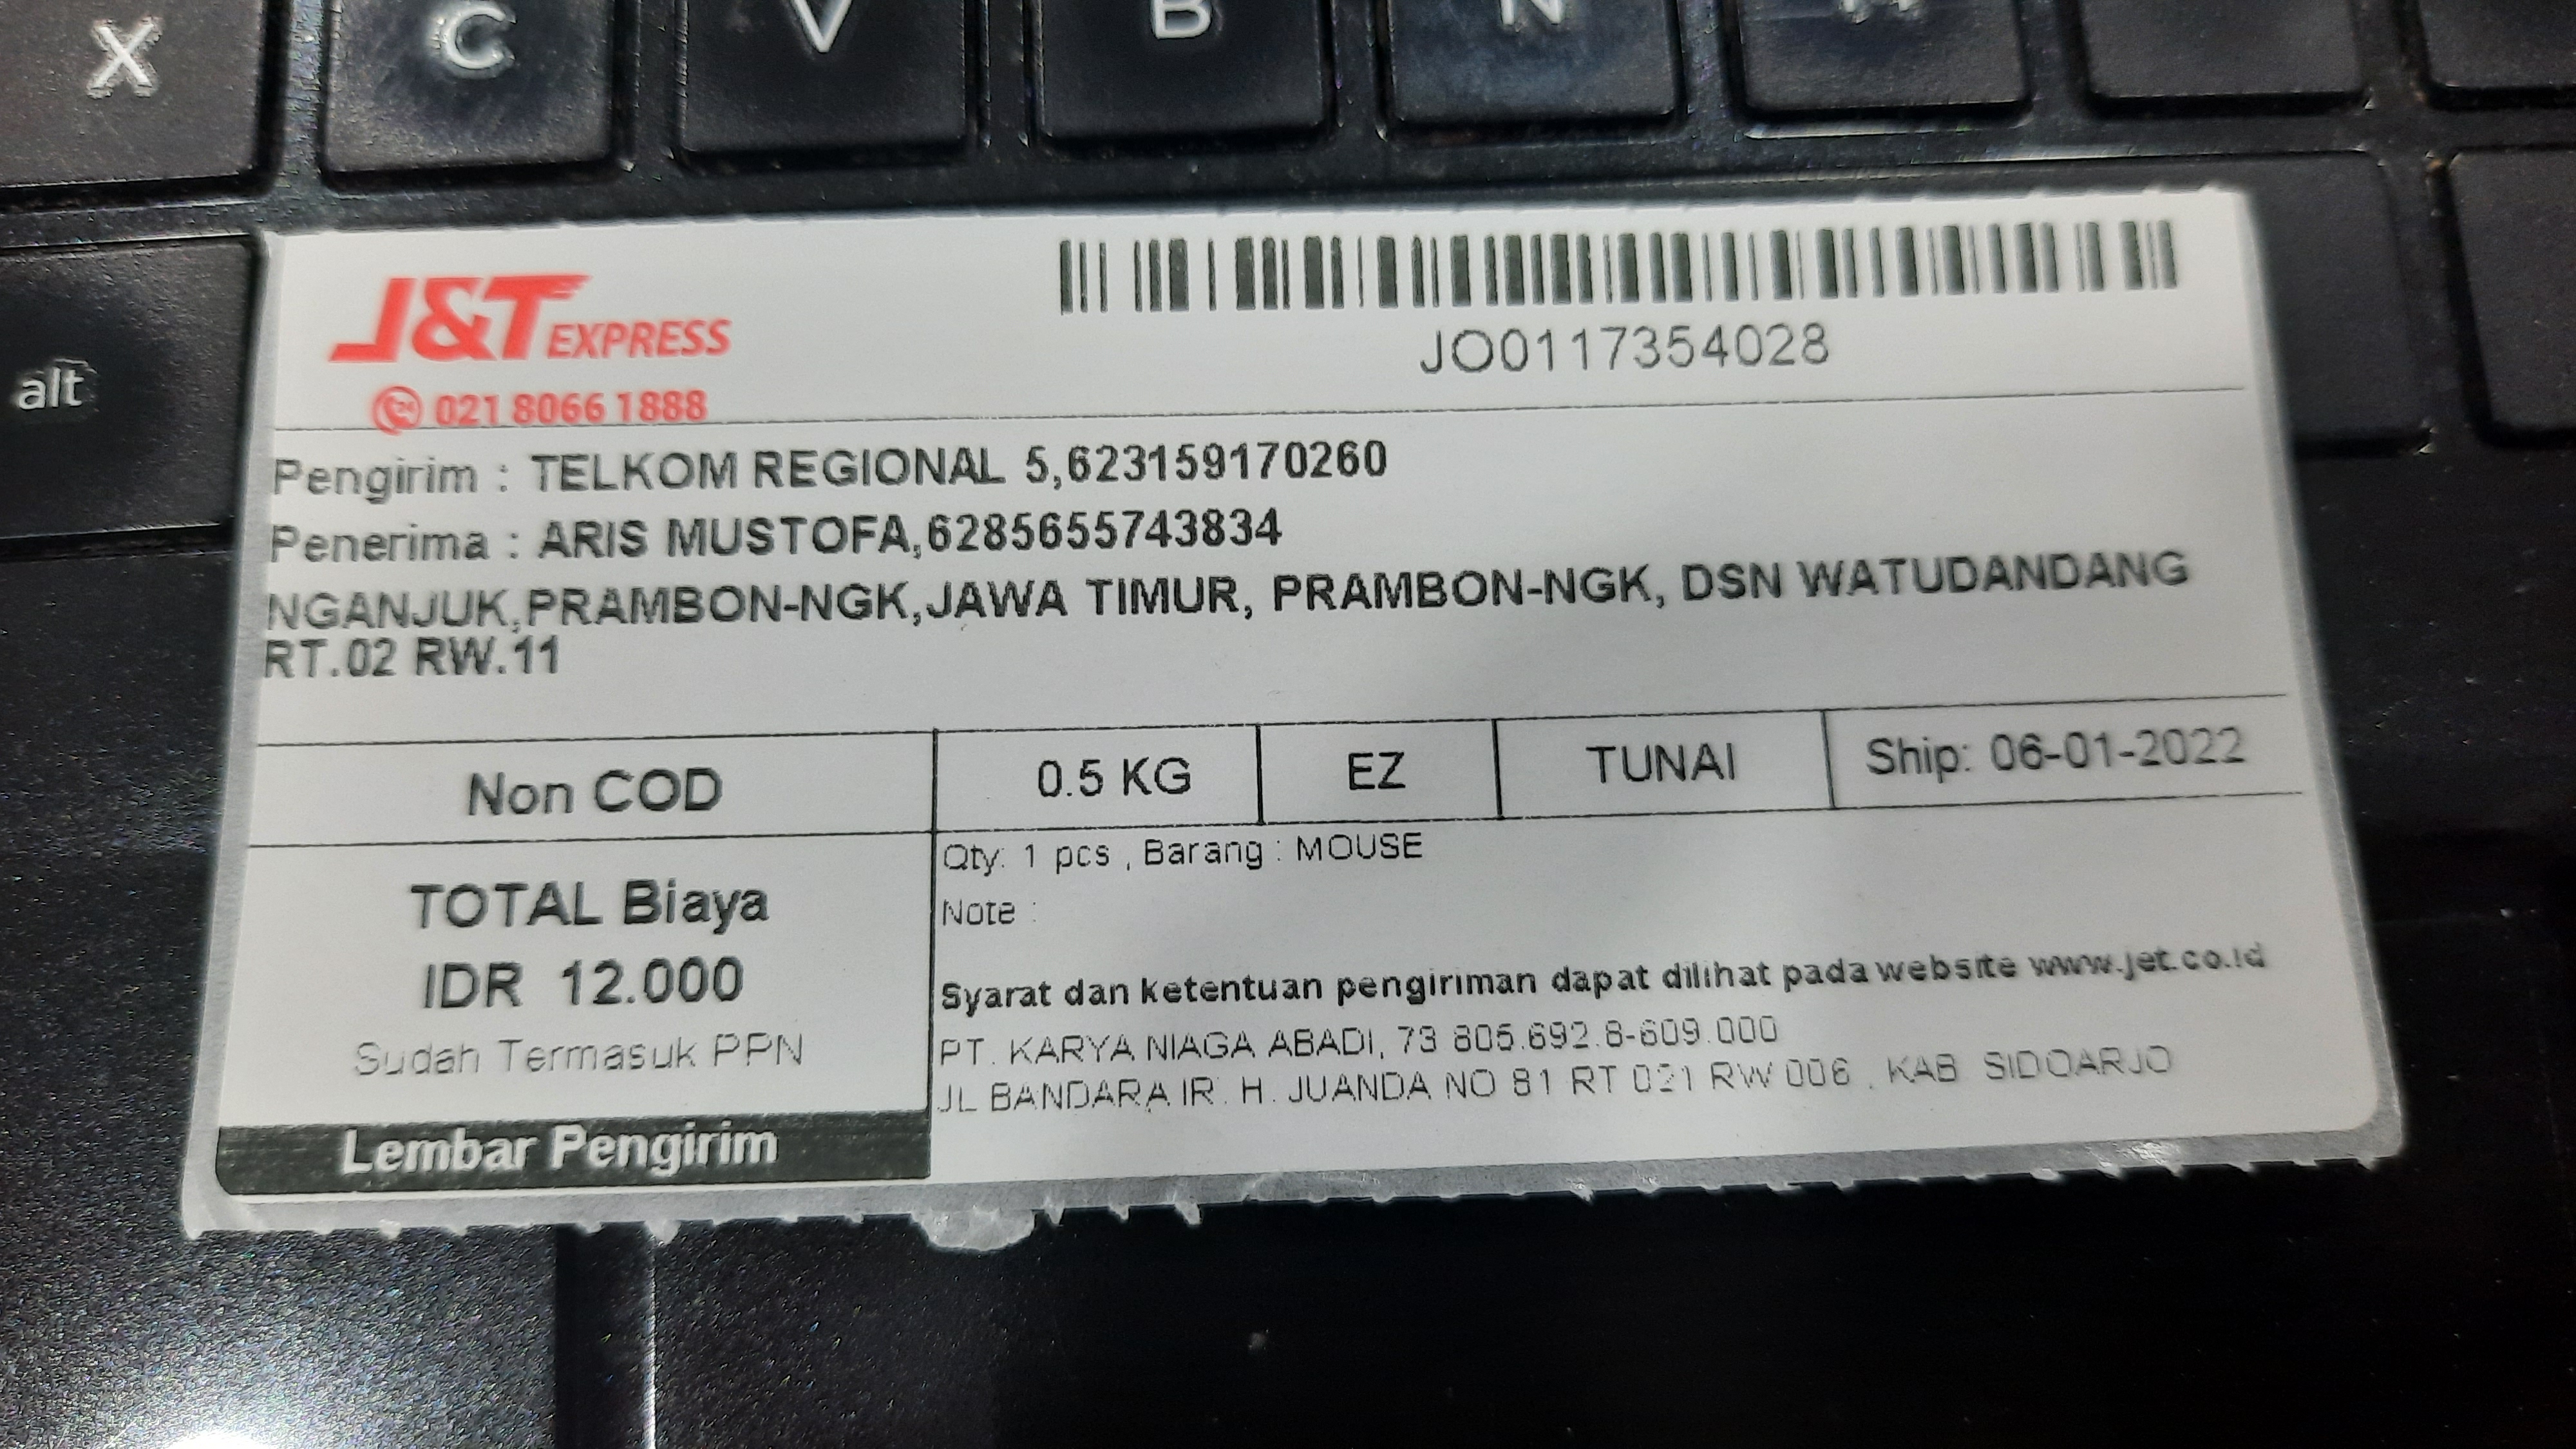 J&T EXPRESS
021 8066 1888
JO0117354028
Pengirim : TELKOM REGIONAL 5,623159170260
Penerima : ARIS MUSTOFA,6285655743834
NGANJUK,PRAMBON-NGK,JAWA TIMUR, PRAMBON-NGK, DSN WATUDANDANG
RT.02 RW.11
Non COD
0.5 KG
EZ
TUNAI
Ship: 06-01-2022
TOTAL Biaya
IDR 12.000
Sudah Termasuk PPN
Lembar Pengirim
Qty: 1 pcs , Barang : MOUSE
Note :
Syarat dan ketentuan pengiriman dapat dilihat pada website www.jet.co.id
PT. KARYA NIAGA ABADI, 73.805.692.8-609.000
JL BANDARA IR. H. JUANDA NO 81 RT 021 RW 006 , KAB SIDOARJO
alt
X
C
V
B
N